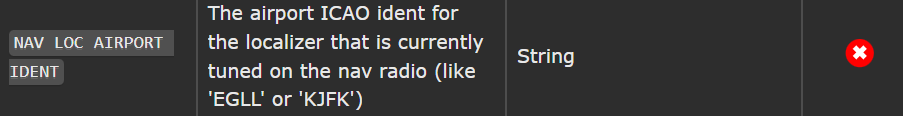 NAV LOC AIRPORT
IDENT
The airport ICAO ident for
the localizer that is currently
tuned on the nav radio (like
'EGLL' or 'KJFK')
String